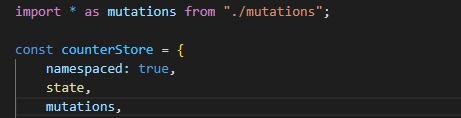 import * as mutations from "./mutations";
const counterStore = {
namespaced: true,
state,
mutations,